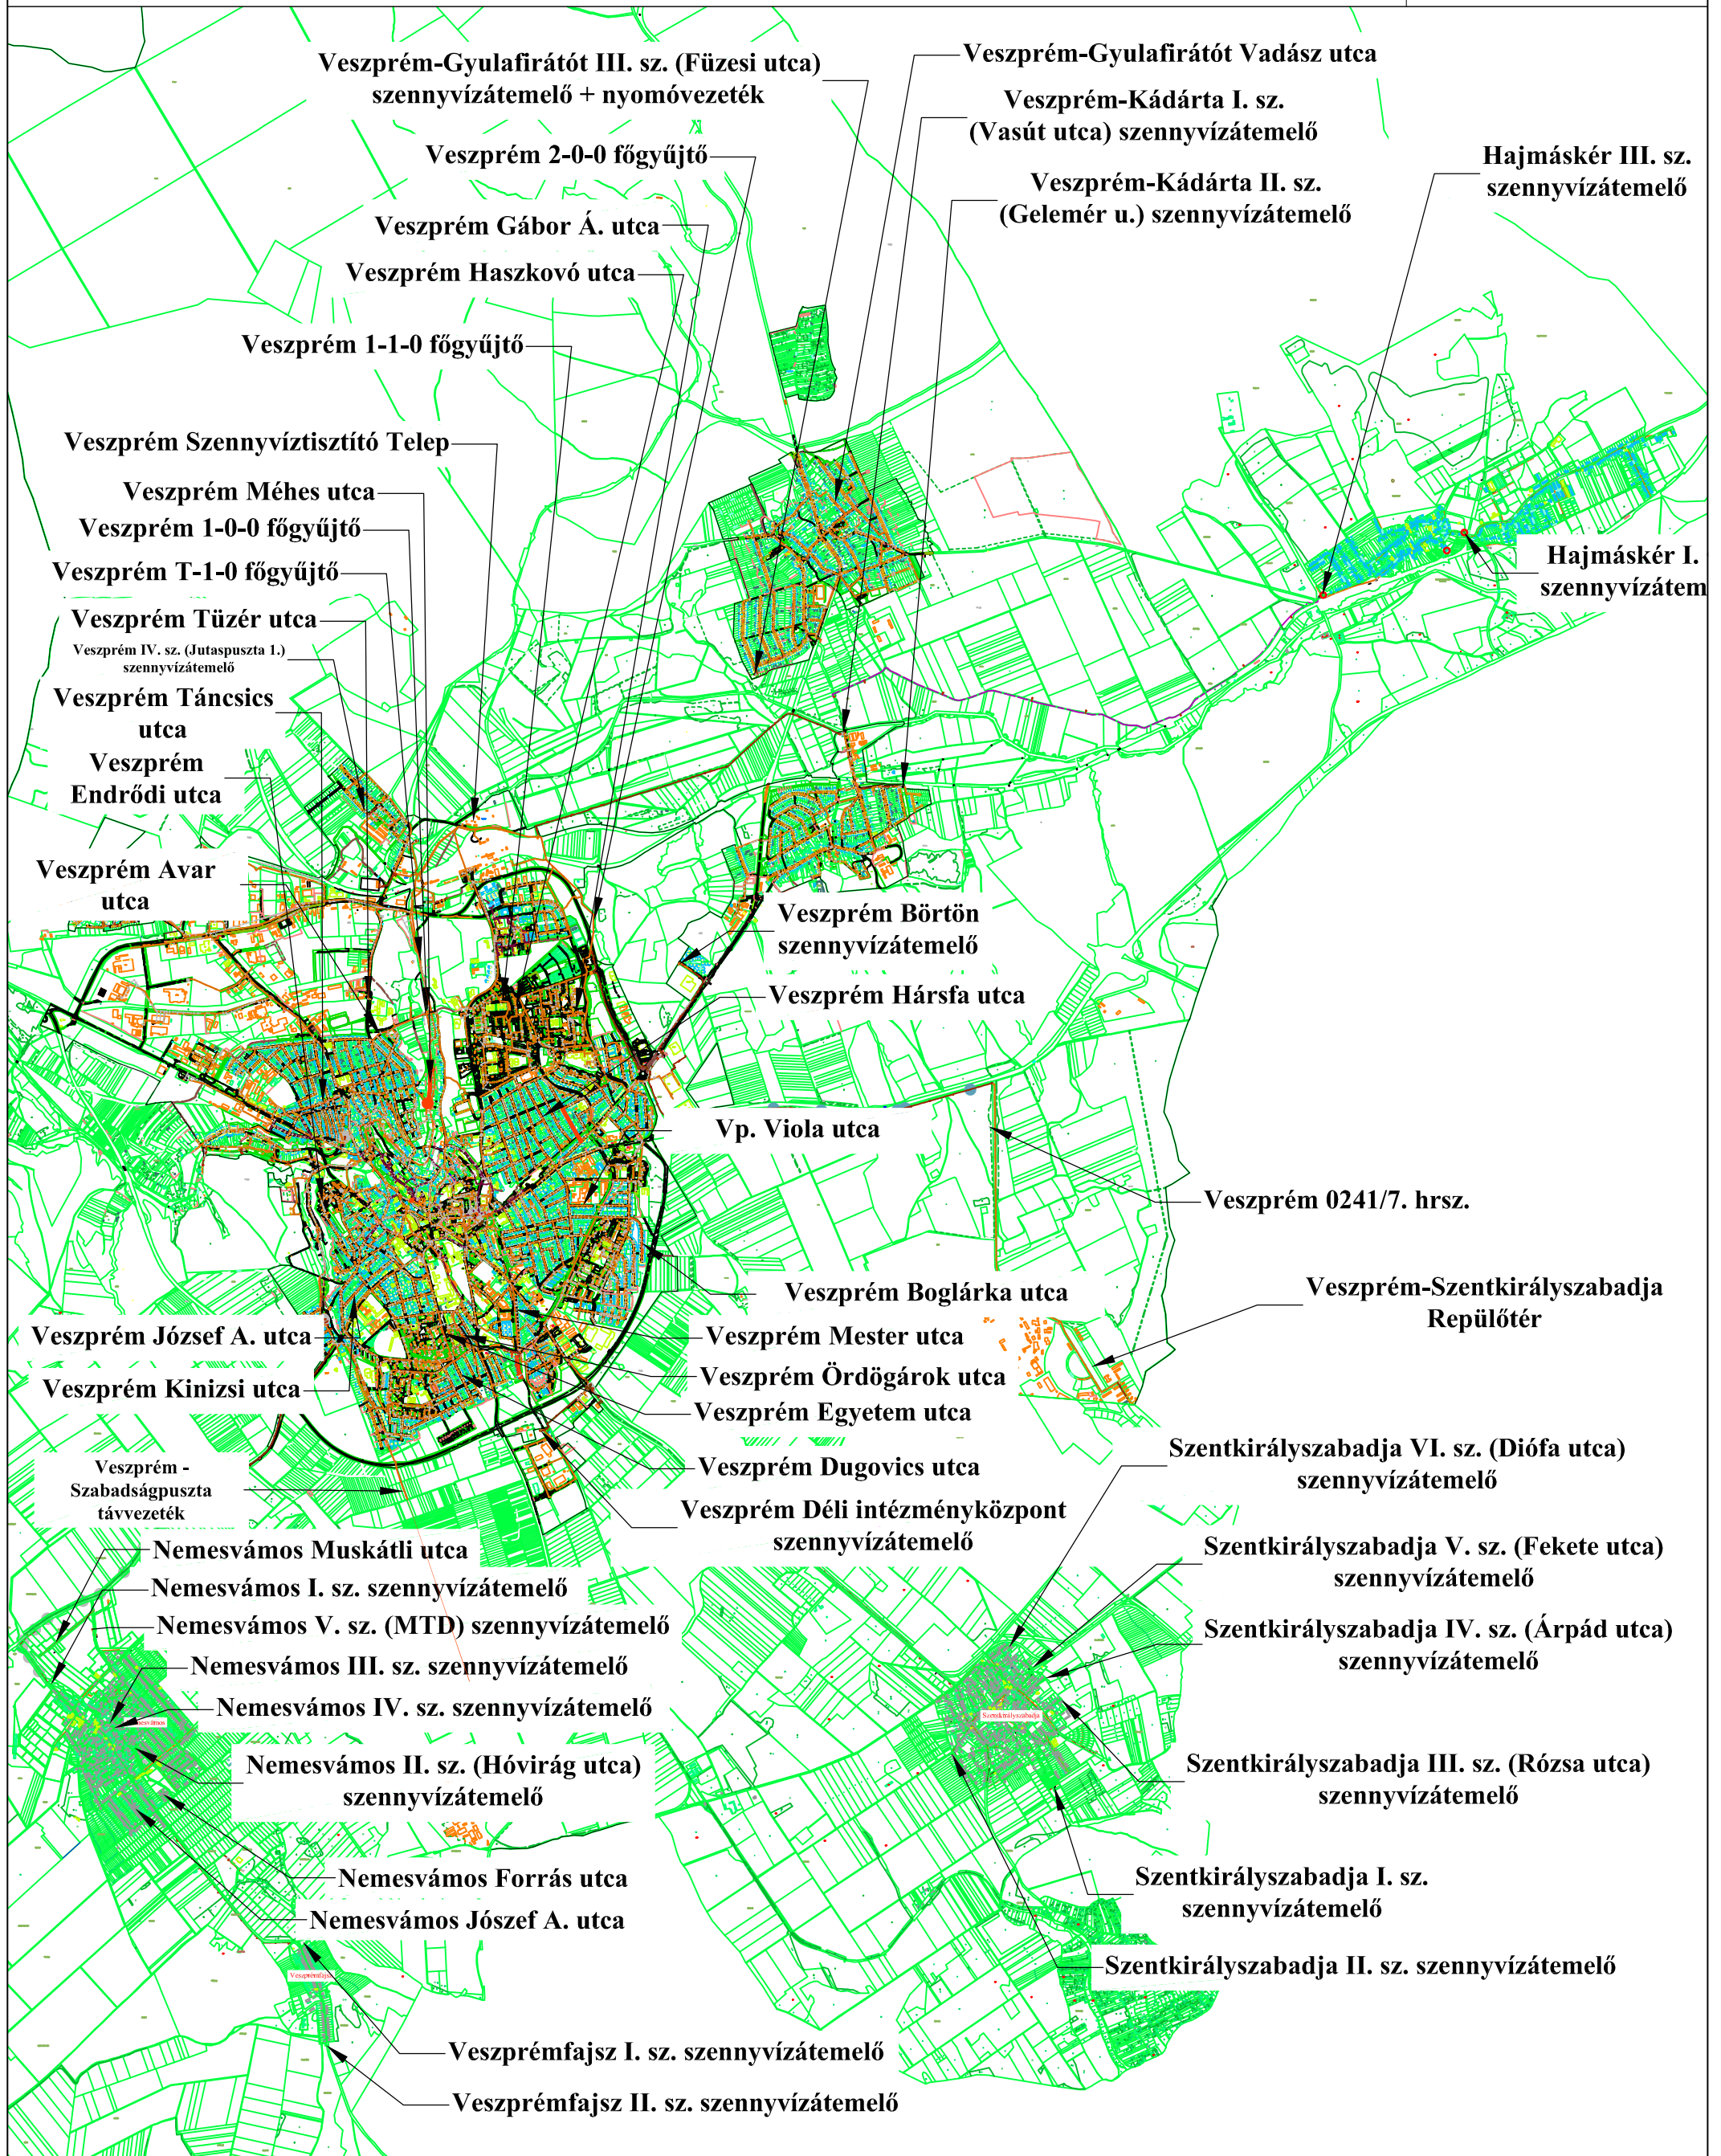 Veszprém-Gyulafirátót III. sz. (Füzesi utca)
szennyvízátemelő + nyomóvezeték
Veszprém-Gyulafirátót Vadász utca
Veszprém-Kádárta I. sz.
(Vasút utca) szennyvízátemelő
Veszprém 2-0-0 főgyűjtő
Hajmáskér III. sz.
szennyvízátemelő
Veszprém-Kádárta II. sz.
(Gelemér u.) szennyvízátemelő
Veszprém Gábor Á. utca
Veszprém Haszkovó utca
Veszprém 1-1-0 főgyűjtő
Veszprém Szennyvíztisztító Telep
Veszprém Méhes utca
Veszprém 1-0-0 főgyűjtő
Hajmáskér I.
szennyvízátem
Veszprém T-1-0 főgyűjtő
Veszprém Tüzér utca
Veszprém IV. sz. (Jutaspuszta 1.)
szennyvízátemelő
Veszprém Táncsics
utca
Veszprém
Endrődi utca
Veszprém Avar
utca
Veszprém Börtön
szennyvízátemelő
Veszprém Hársfa utca
Vp. Viola utca
Veszprém 0241/7. hrsz.
Veszprém Boglárka utca
Veszprém-Szentkirályszabadja
Repülőtér
Veszprém József A. utca
Veszprém Mester utca
Veszprém Ördögárok utca
Veszprém Kinizsi utca
Veszprém Egyetem utca
Veszprém Dugovics utca
Veszprém -
Szabadságpuszta
távvezeték
Szentkirályszabadja VI. sz. (Diófa utca)
szennyvízátemelő
Veszprém Déli intézményközpont
szennyvízátemelő
Nemesvámos Muskátli utca
Szentkirályszabadja V. sz. (Fekete utca)
szennyvízátemelő
Nemesvámos I. sz. szennyvízátemelő
Nemesvámos V. sz. (MTD) szennyvízátemelő
Szentkirályszabadja IV. sz. (Árpád utca)
szennyvízátemelő
Nemesvámos III. sz. szennyvízátemelő
Nemesvámos IV. sz. szennyvízátemelő
esvámos
Szentkirályszabadja
Nemesvámos II. sz. (Hóvirág utca)
szennyvízátemelő
Szentkirályszabadja III. sz. (Rózsa utca)
szennyvízátemelő
Nemesvámos Forrás utca
Szentkirályszabadja I. sz.
szennyvízátemelő
Nemesvámos Jószef A. utca
Szentkirályszabadja II. sz. szennyvízátemelő
Veszprémfajsz
Veszprémfajsz I. sz. szennyvízátemelő
Veszprémfajsz II. sz. szennyvízátemelő